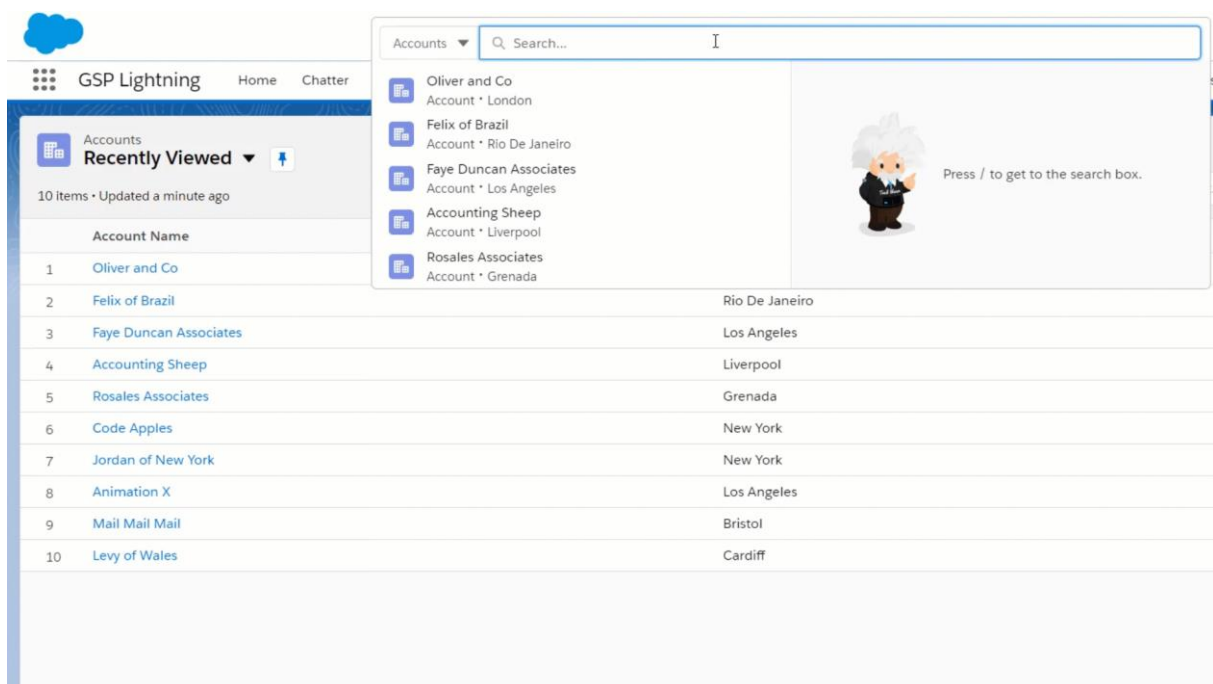 Accounts Search...
GSP Lightning Home Chatter
Oliver and Co
Account • London
Felix of Brazil
Account • Rio De Janeiro
Faye Duncan Associates
Account • Los Angeles
Accounting Sheep
Account • Liverpool
Rosales Associates
Account • Grenada
Press / to get to the search box.
Accounts
Recently Viewed
10 items • Updated a minute ago
Account Name
1 Oliver and Co
2 Felix of Brazil Rio De Janeiro
3 Faye Duncan Associates Los Angeles
4 Accounting Sheep Liverpool
5 Rosales Associates Grenada
6 Code Apples New York
7 Jordan of New York New York
8 Animation X Los Angeles
9 Mail Mail Mail Bristol
10 Levy of Wales Cardiff